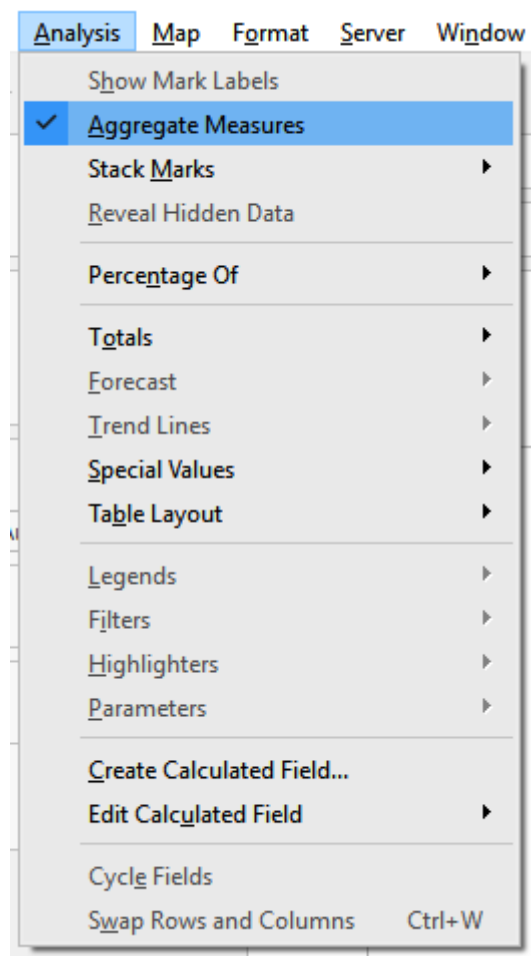 Analysis Map Format Server Window
Show Mark Labels
Aggregate Measures
Stack Marks
Reveal Hidden Data
Percentage Of
Totals
Forecast
Trend Lines
Special Values
Table Layout
Legends
Filters
Highlighters
Parameters
Create Calculated Field...
Edit Calculated Field
Cycle Fields
Swap Rows and Columns Ctrl+W